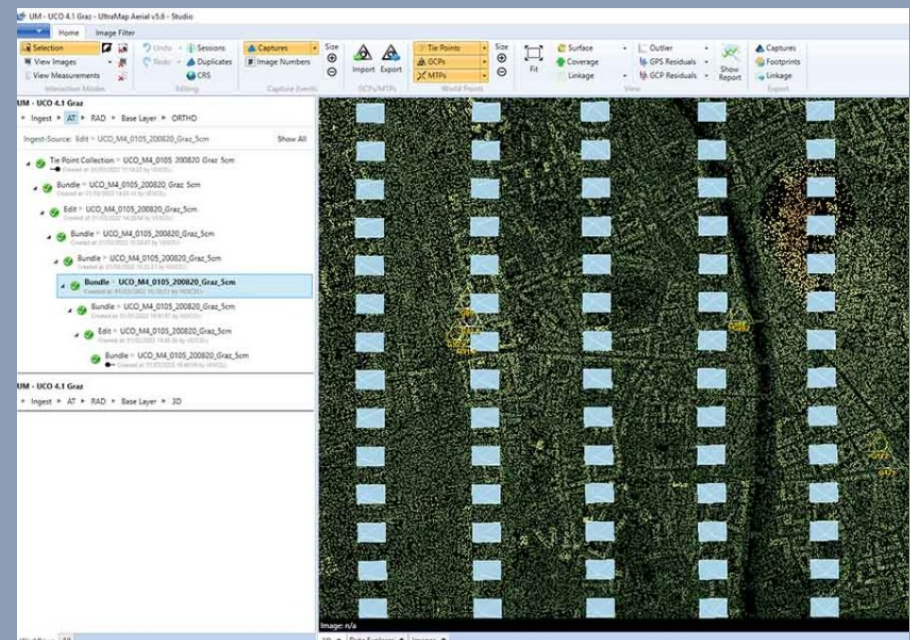 UM - UCO 4.1 Graz - UltraMap Aerial v5.6 - Studio
Home Image Filter
Selection
View Images
View Measurements
Interaction Modes
Undo
Redo
Sessions
Duplicates
CRS
Editing
Captures
Image Numbers
Size
Capture Events
Import Export
GCPs/MTPs
Tie Points
GCPs
MTPs
Size
World Points
Fit
Surface
Coverage
Linkage
Outlier
GPS Residuals
GCP Residuals
View
Show
Report
Captures
Footprints
Linkage
Export
UM - UCO 4.1 Graz
Ingest AT RAD Base Layer ORTHO
Ingest-Source: Edit UCO_M4_0105_200820_Graz_5cm Show All
Tie Point Collection UCO_M4_0105_200820_Graz_5cm
Bundle UCO_M4_0105_200820_Graz_5cm
Edit UCO_M4_0105_200820_Graz_5cm
Bundle UCO_M4_0105_200820_Graz_5cm
Bundle UCO_M4_0105_200820_Graz_5cm
Bundle UCO_M4_0105_200820_Graz_5cm
Bundle UCO_M4_0105_200820_Graz_5cm
Edit UCO_M4_0105_200820_Graz_5cm
Bundle UCO_M4_0105_200820_Graz_5cm
UM - UCO 4.1 Graz
Ingest AT RAD Base Layer 3D
Image: n/a
3D Data Explorer Images